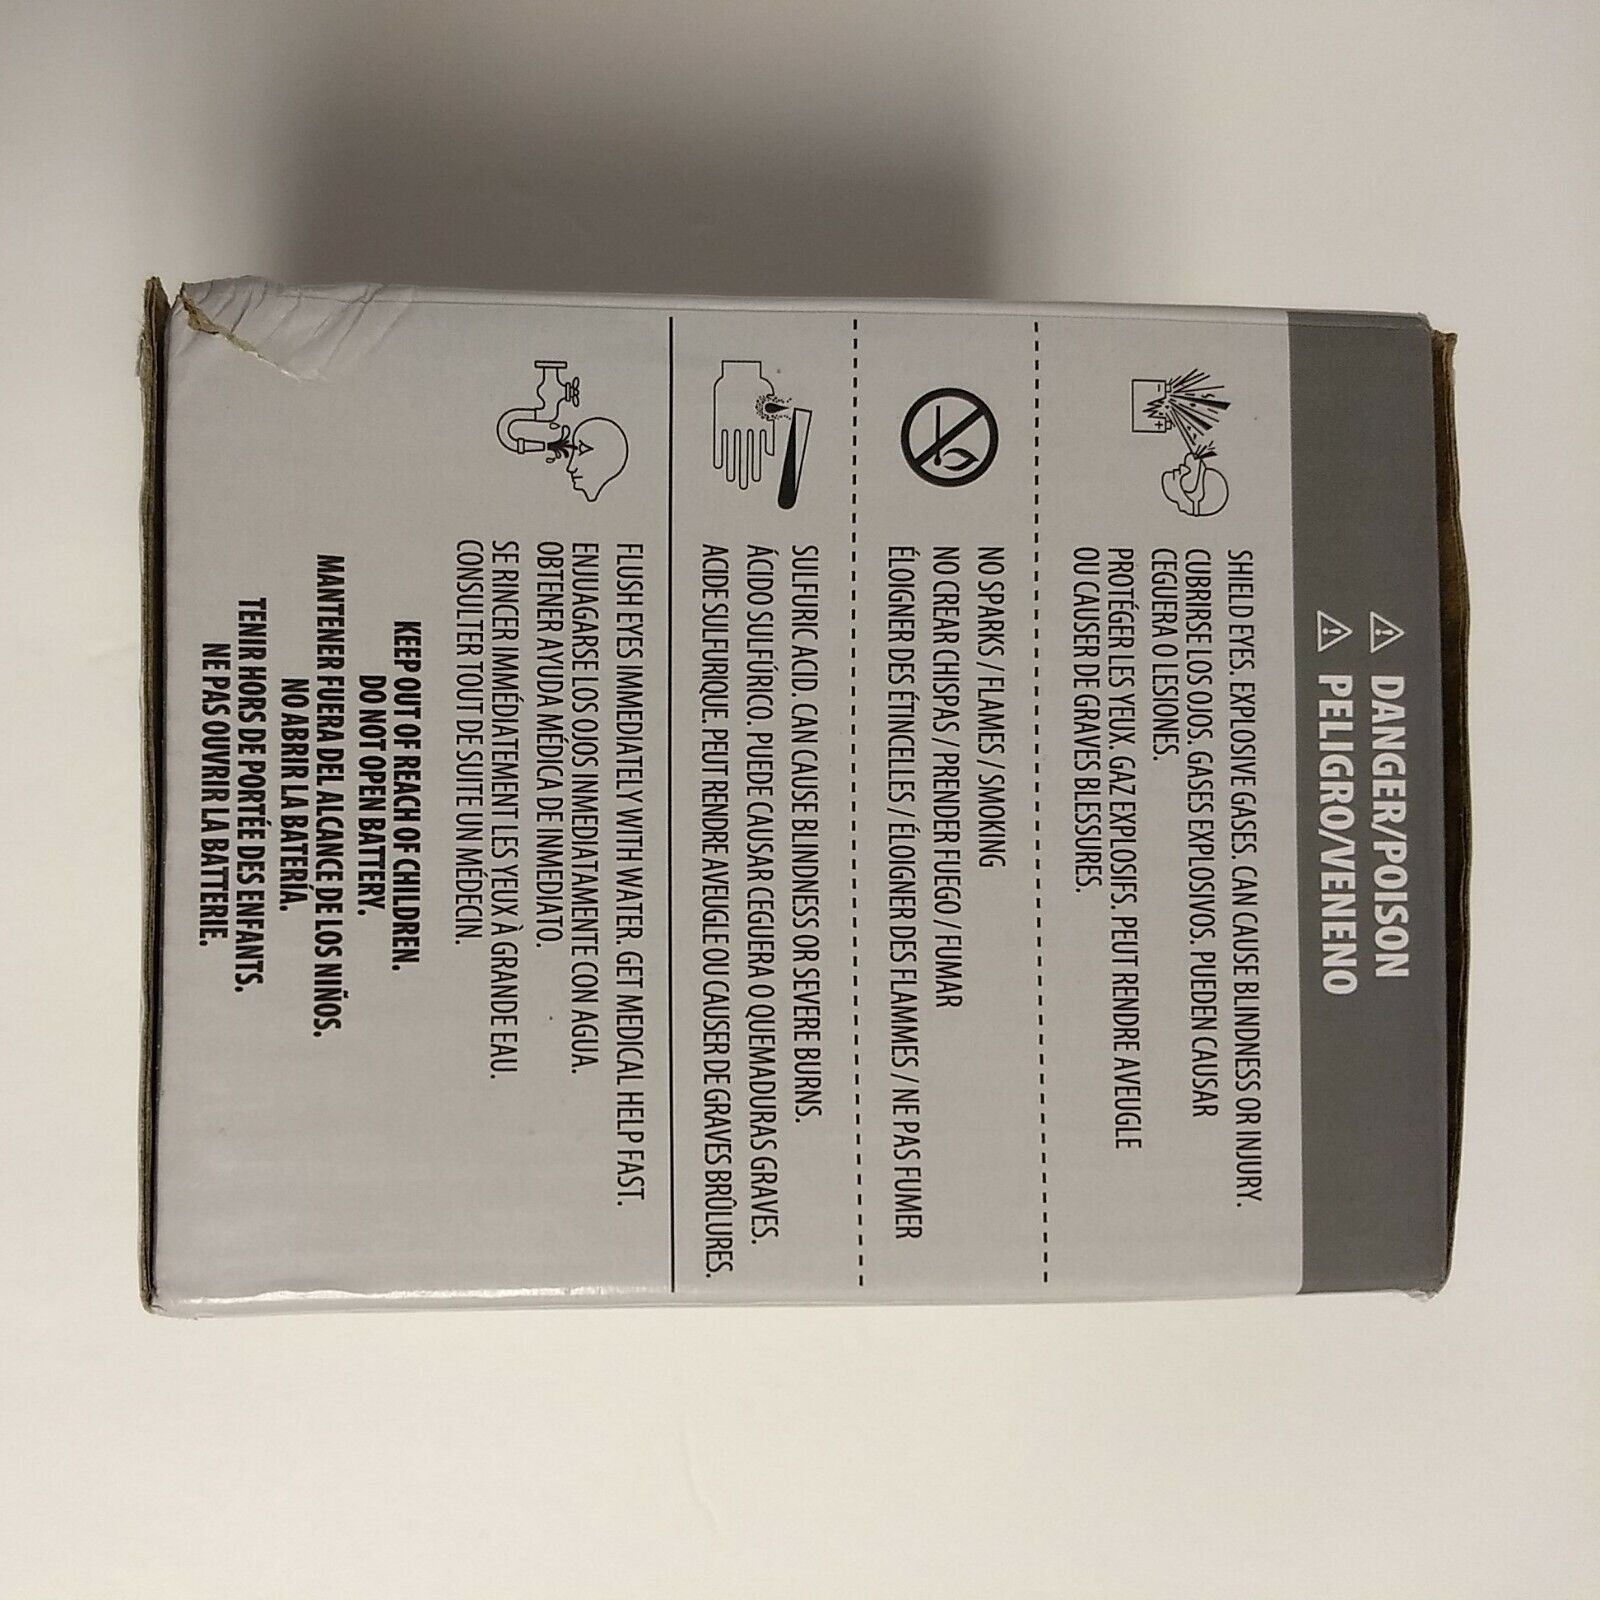 ⚠ DANGER/POISON
⚠ PELIGRO/VENENO
SHIELD EYES. EXPLOSIVE GASES. CAN CAUSE BLINDNESS OR INJURY.
CUBRIRSE LOS OJOS. GASES EXPLOSIVOS. PUEDEN CAUSAR
CEGUERA O LESIONES.
PROTÉGER LES YEUX. GAZ EXPLOSIFS. PEUT RENDRE AVEUGLE
OU CAUSER DE GRAVES BLESSURES.
NO SPARKS / FLAMES / SMOKING
NO CREAR CHISPAS / PRENDER FUEGO / FUMAR
ÉLOIGNER DES ÉTINCELLES / ÉLOIGNER DES FLAMMES / NE PAS FUMER
SULFURIC ACID. CAN CAUSE BLINDNESS OR SEVERE BURNS.
ÁCIDO SULFÚRICO. PUEDE CAUSAR CEGUERA O QUEMADURAS GRAVES.
ACIDE SULFURIQUE. PEUT RENDRE AVEUGLE OU CAUSER DE GRAVES BRÛLURES.
FLUSH EYES IMMEDIATELY WITH WATER. GET MEDICAL HELP FAST.
ENJUAGARSE LOS OJOS INMEDIATAMENTE CON AGUA.
OBTENER AYUDA MÉDICA DE INMEDIATO.
SE RINCER IMMÉDIATEMENT LES YEUX À GRANDE EAU.
CONSULTER TOUT DE SUITE UN MÉDECIN.
KEEP OUT OF REACH OF CHILDREN.
DO NOT OPEN BATTERY.
MANTENER FUERA DEL ALCANCE DE LOS NIÑOS.
NO ABRIR LA BATERÍA.
TENIR HORS DE PORTÉE DES ENFANTS.
NE PAS OUVRIR LA BATTERIE.